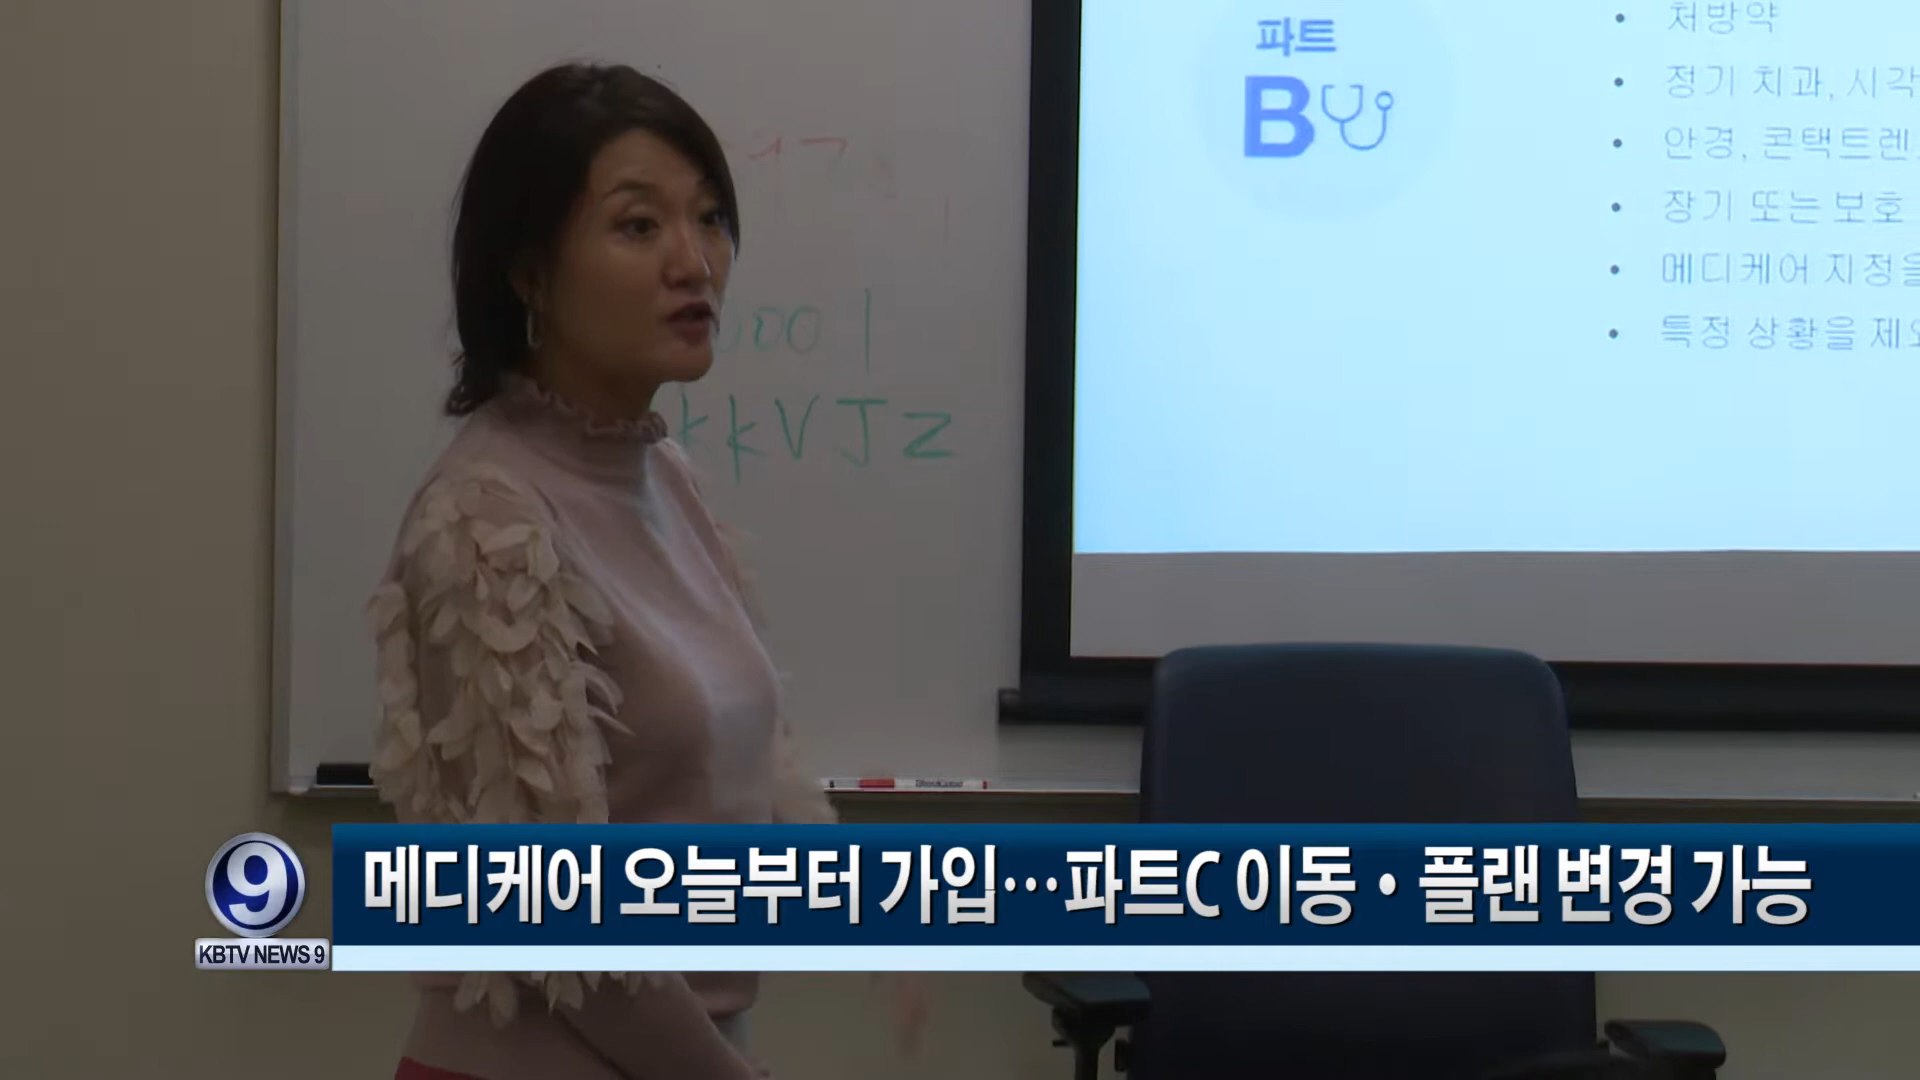 파트
B
처방약
정기 치과, 시각
안경, 콘택트렌
장기 또는 보호
메디케어 지정을
특정 상황을 제외
000 |
kkVJz
9
KBTV NEWS 9
메디케어 오늘부터 가입…파트C 이동·플랜 변경 가능